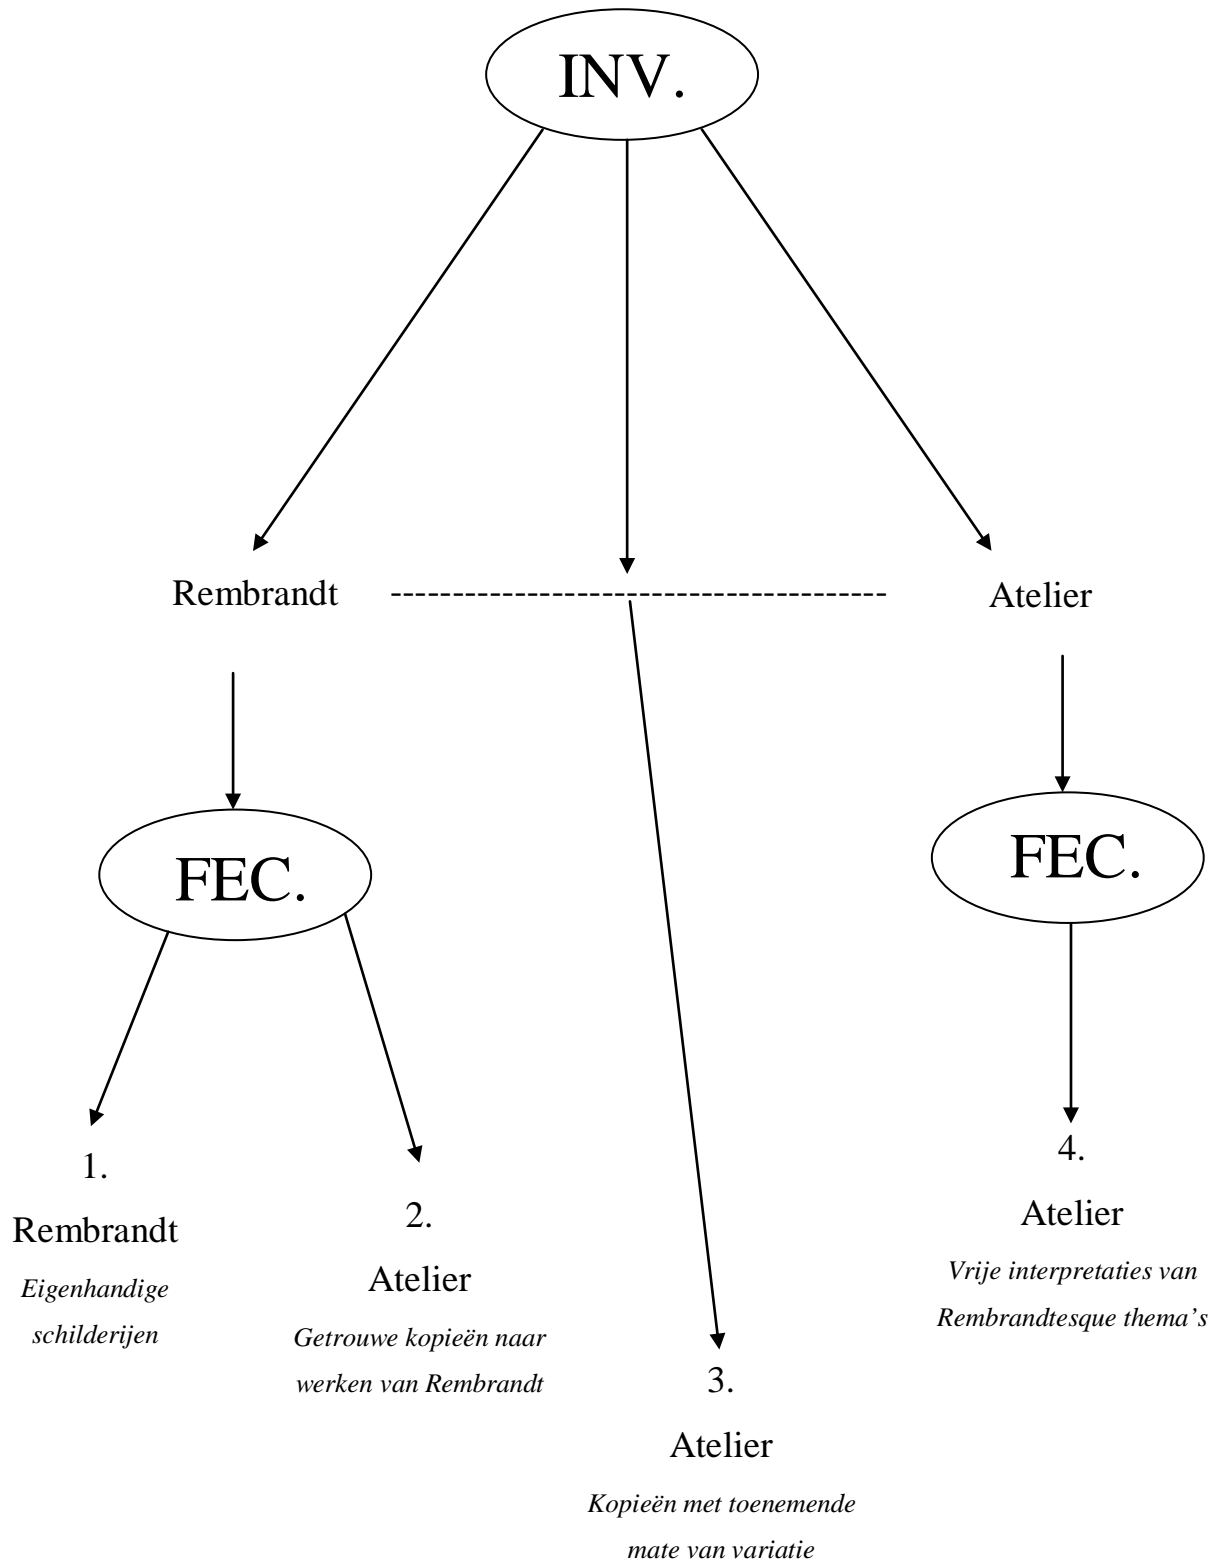 INV.
Rembrandt
Atelier
FEC.
FEC.
1.
Rembrandt
Eigenhandige
schilderijen
2.
Atelier
Getrouwe kopieën naar
werken van Rembrandt
3.
Atelier
Kopieën met toenemende
mate van variatie
4.
Atelier
Vrije interpretaties van
Rembrandtesque thema’s